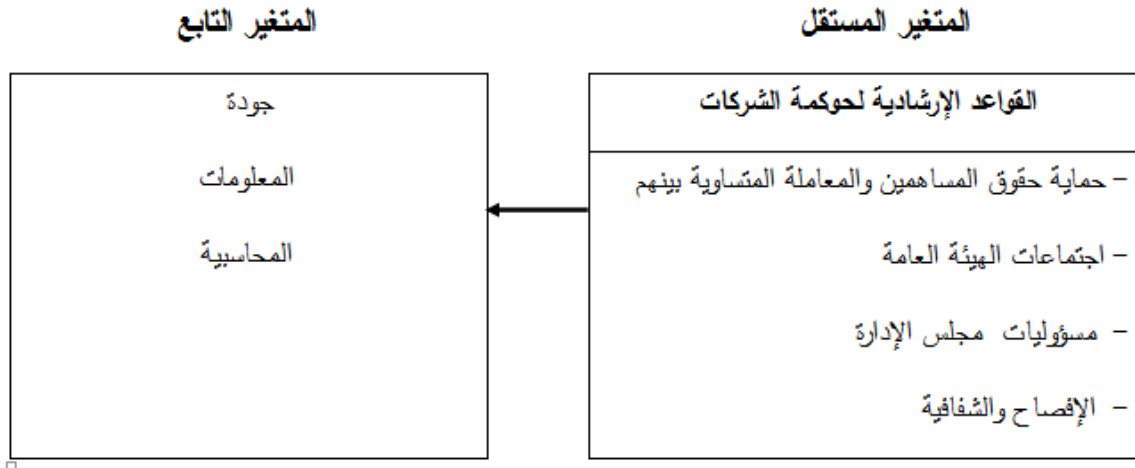 المتغير المستقل
القواعد الإرشادية لحوكمة الشركات
- حماية حقوق المساهمين والمعاملة المتساوية بينهم
- اجتماعات الهيئة العامة
- مسؤوليات مجلس الإدارة
- الإفصاح والشفافية
المتغير التابع
جودة
المعلومات
المحاسبية